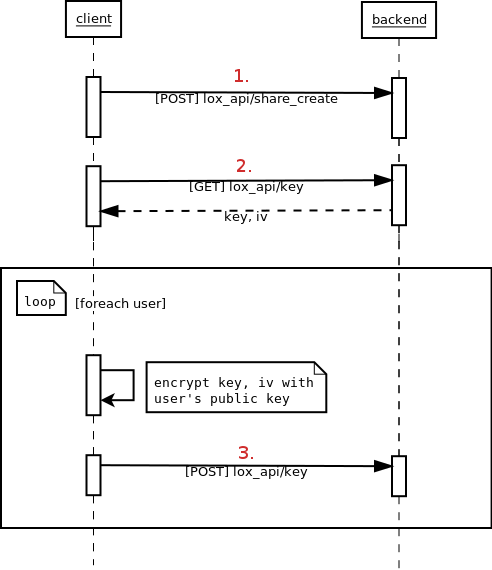 client
backend
1.
[POST] lox_api/share_create
2.
[GET] lox_api/key
key, iv
loop
[foreach user]
encrypt key, iv with
user's public key
3.
[POST] lox_api/key